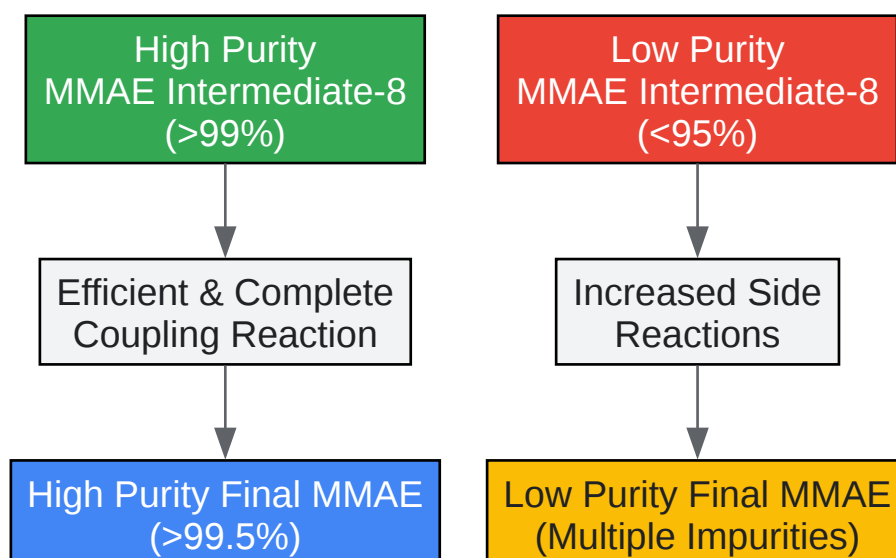 High Purity
MMAE Intermediate-8
(>99%)
Low Purity
MMAE Intermediate-8
(<95%)
Efficient & Complete
Coupling Reaction
Increased Side
Reactions
High Purity Final MMAE
(>99.5%)
Low Purity Final MMAE
(Multiple Impurities)